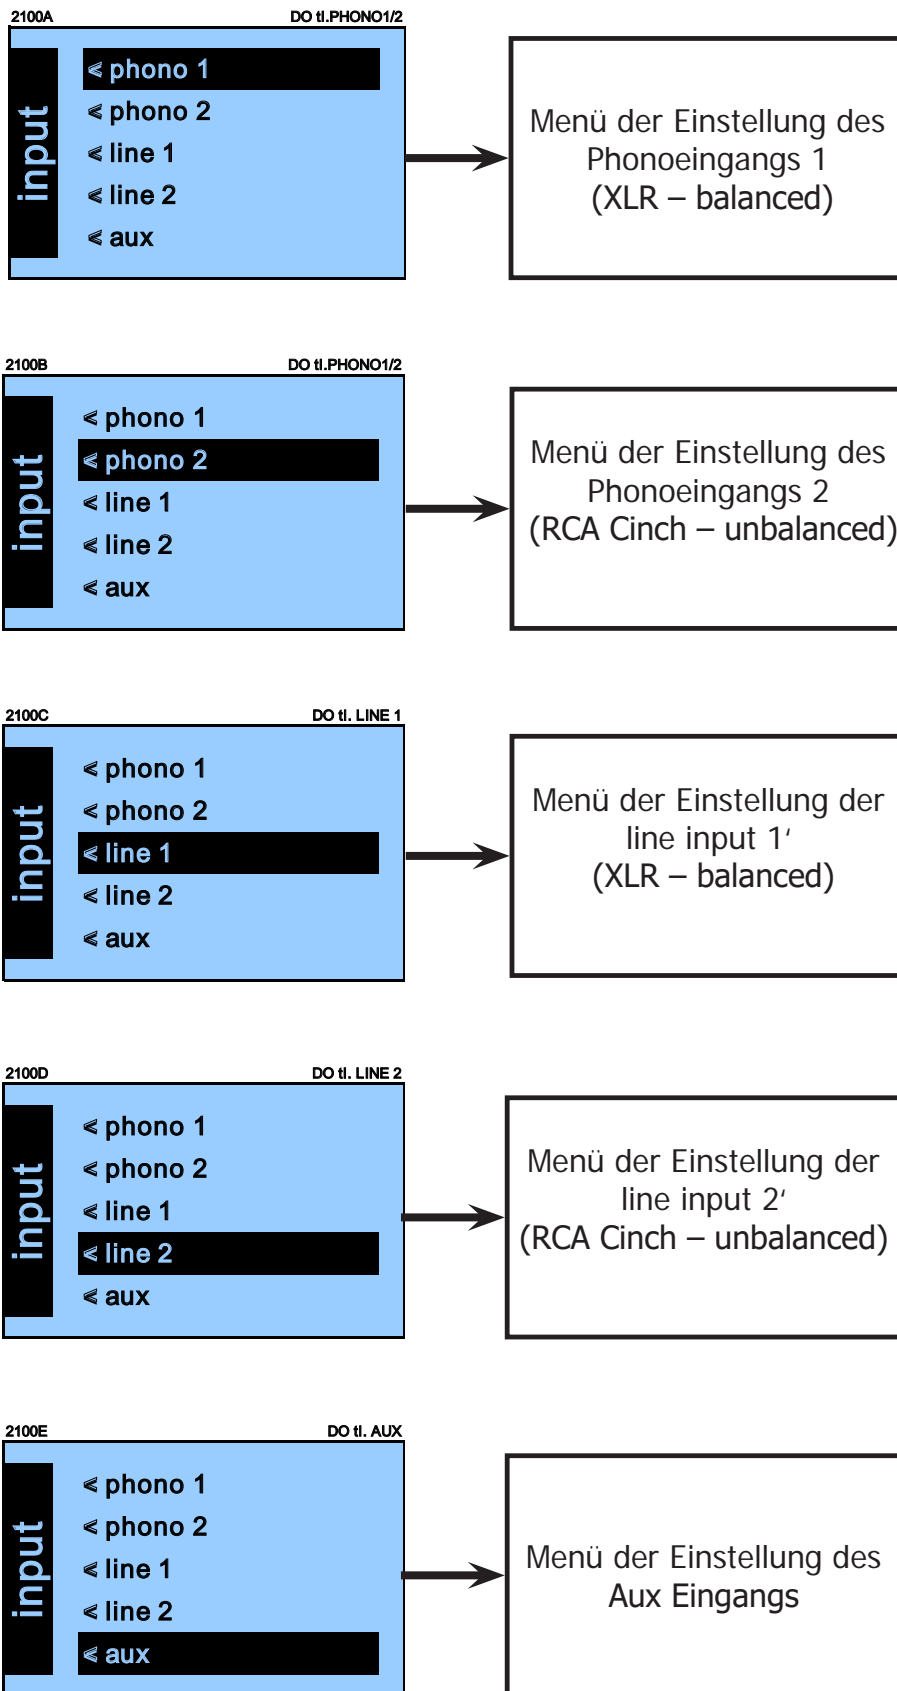 2100A DO tl.PHONO1/2
input
< phono 1
< phono 2
< line 1
< line 2
< aux
Menü der Einstellung des
Phonoeingangs 1
(XLR – balanced)
2100B DO tl.PHONO1/2
input
< phono 1
< phono 2
< line 1
< line 2
< aux
Menü der Einstellung des
Phonoeingangs 2
(RCA Cinch – unbalanced)
2100C DO tl. LINE 1
input
< phono 1
< phono 2
< line 1
< line 2
< aux
Menü der Einstellung der
line input 1‘
(XLR – balanced)
2100D DO tl. LINE 2
input
< phono 1
< phono 2
< line 1
< line 2
< aux
Menü der Einstellung der
line input 2‘
(RCA Cinch – unbalanced)
2100E DO tl. AUX
input
< phono 1
< phono 2
< line 1
< line 2
< aux
Menü der Einstellung des
Aux Eingangs